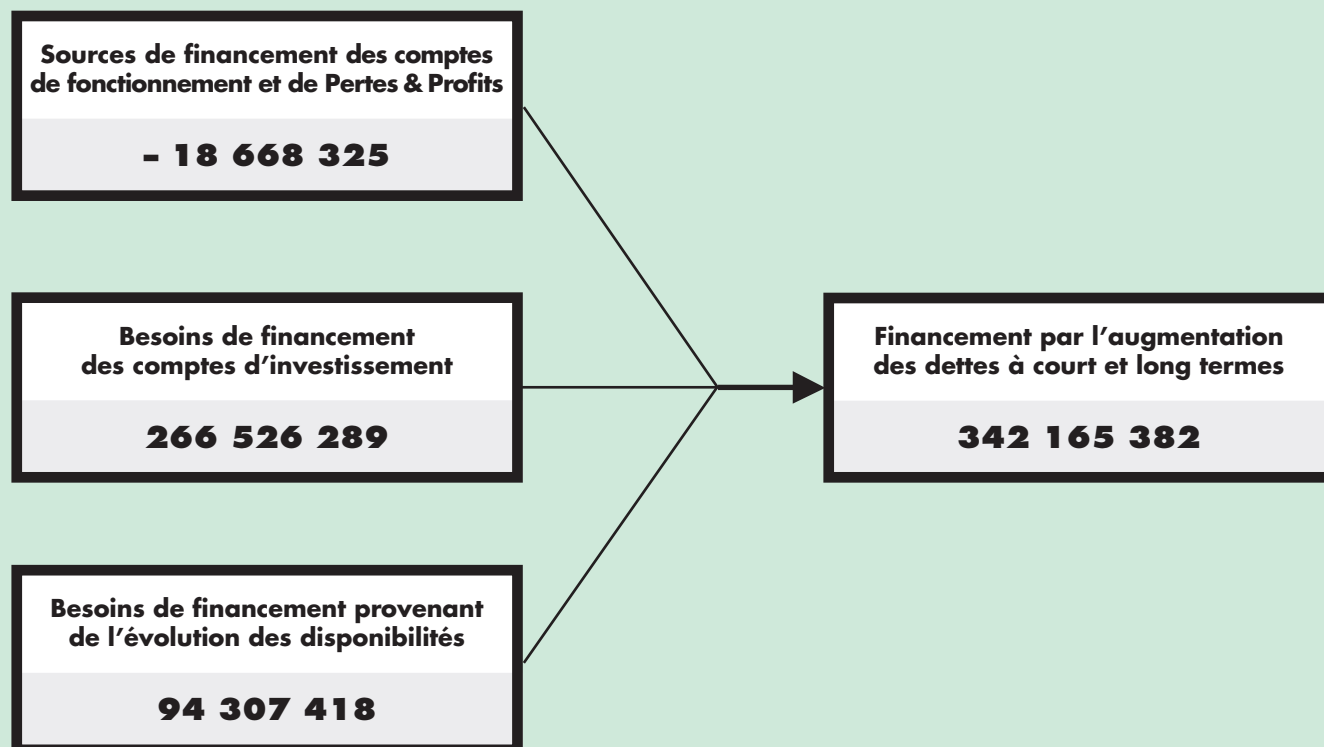 Sources de financement des comptes
de fonctionnement et de Pertes & Profits
– 18 668 325
Besoins de financement
des comptes d’investissement
266 526 289
Financement par l’augmentation
des dettes à court et long termes
342 165 382
Besoins de financement provenant
de l’évolution des disponibilités
94 307 418